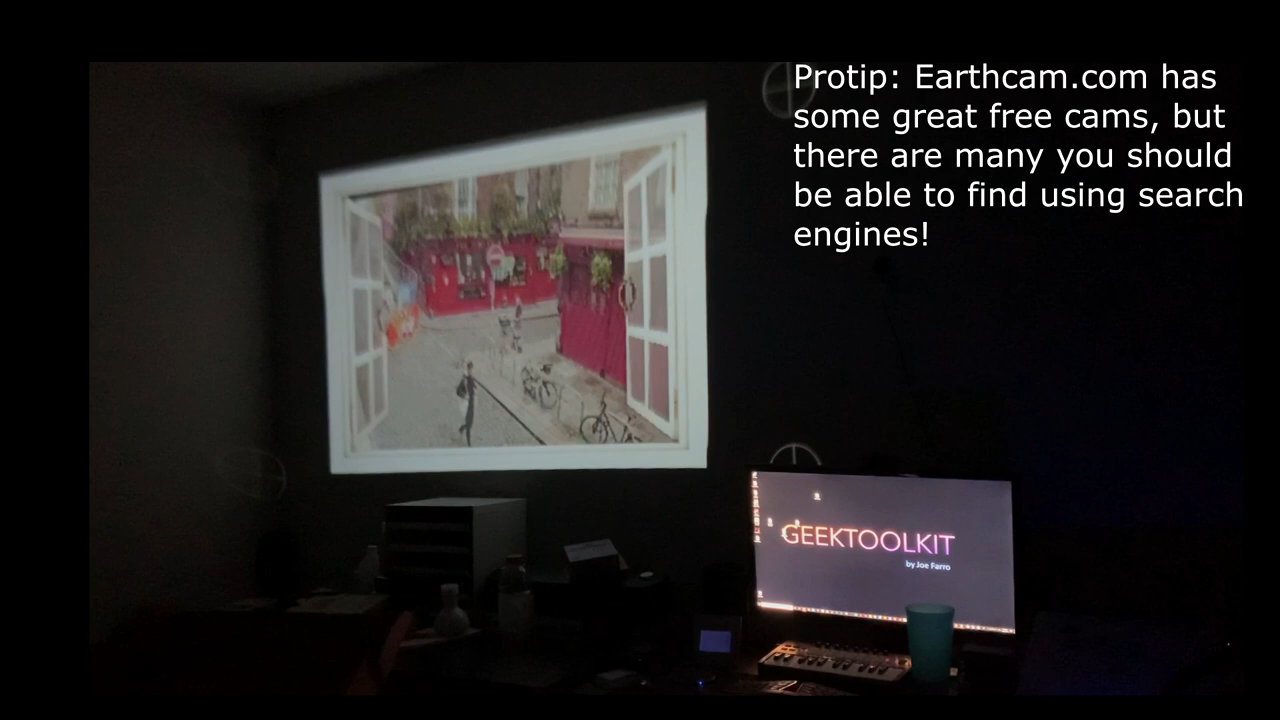 Protip: Earthcam.com has
some great free cams, but
there are many you should
be able to find using search
engines!
GEEKTOOLKIT
by Joe Farro